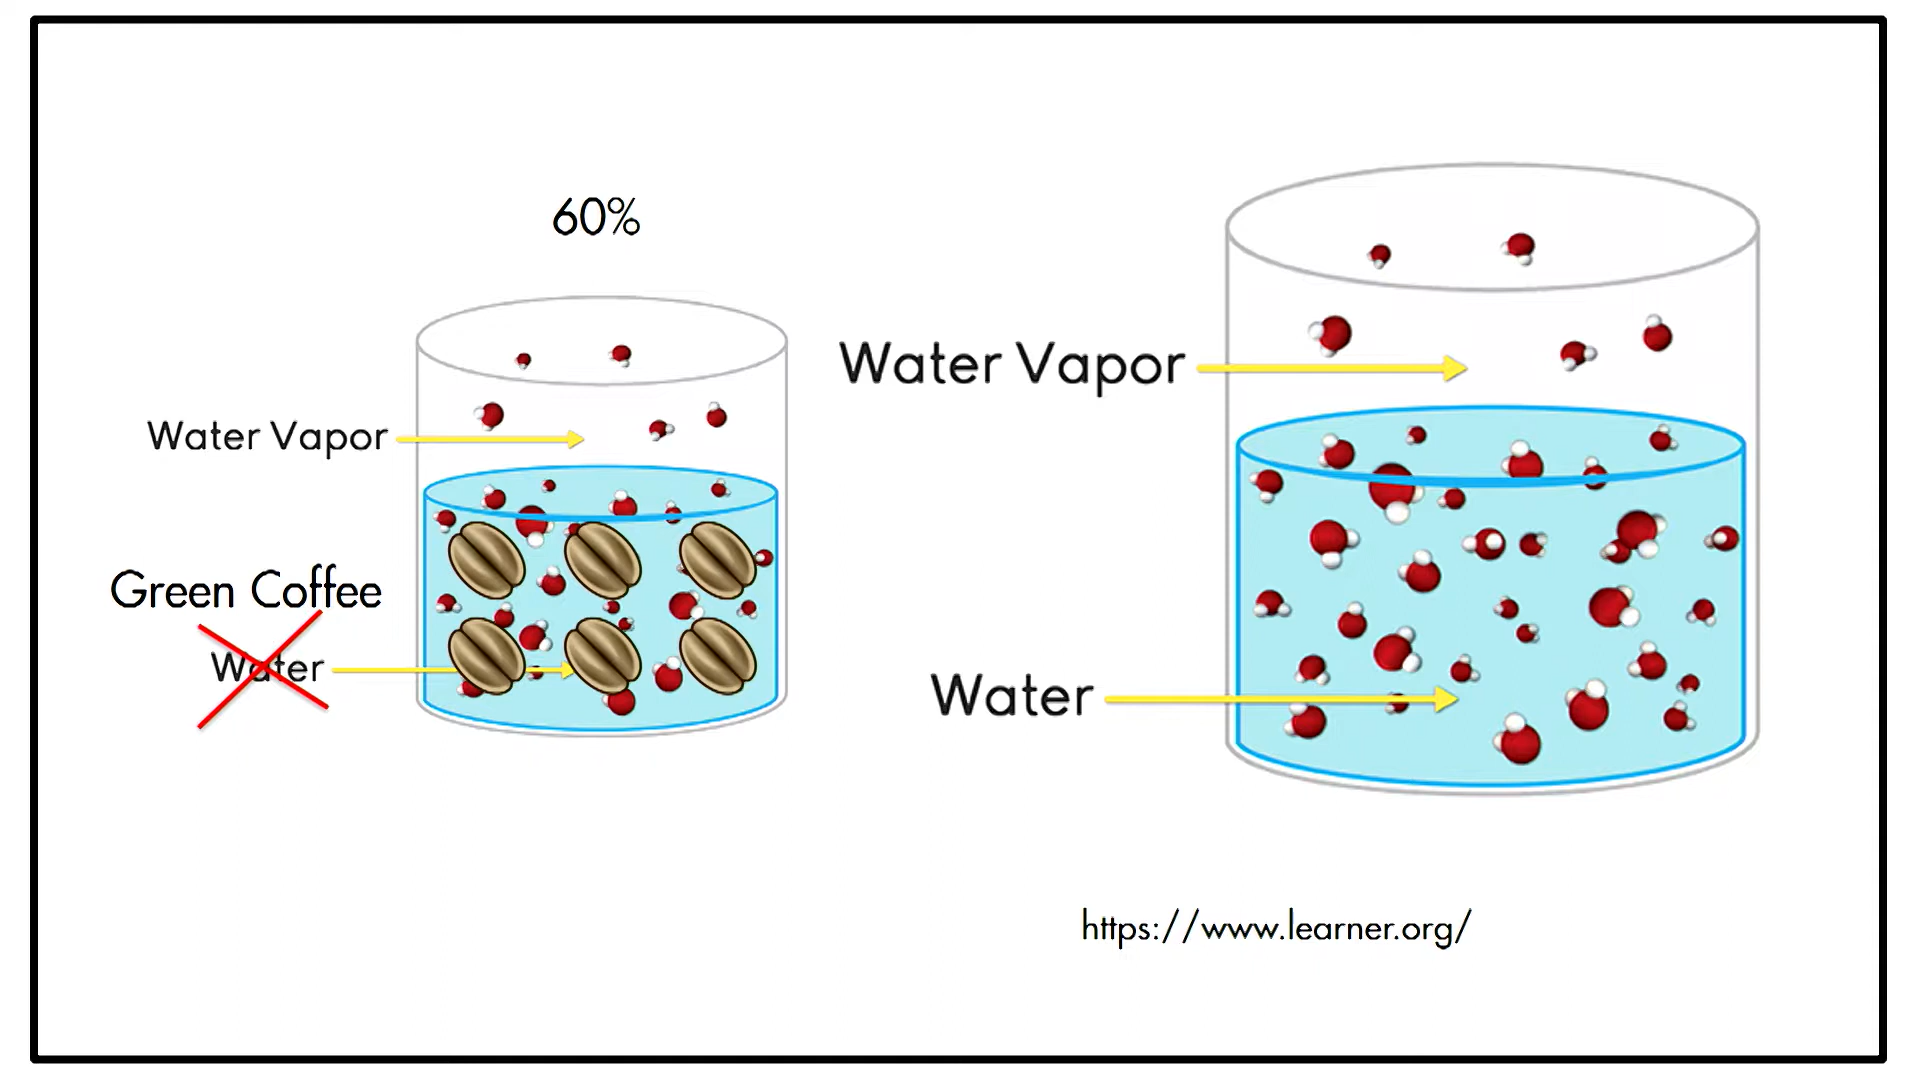 60%
Water Vapor
Green Coffee
Water
Water Vapor
Water
https://www.learner.org/